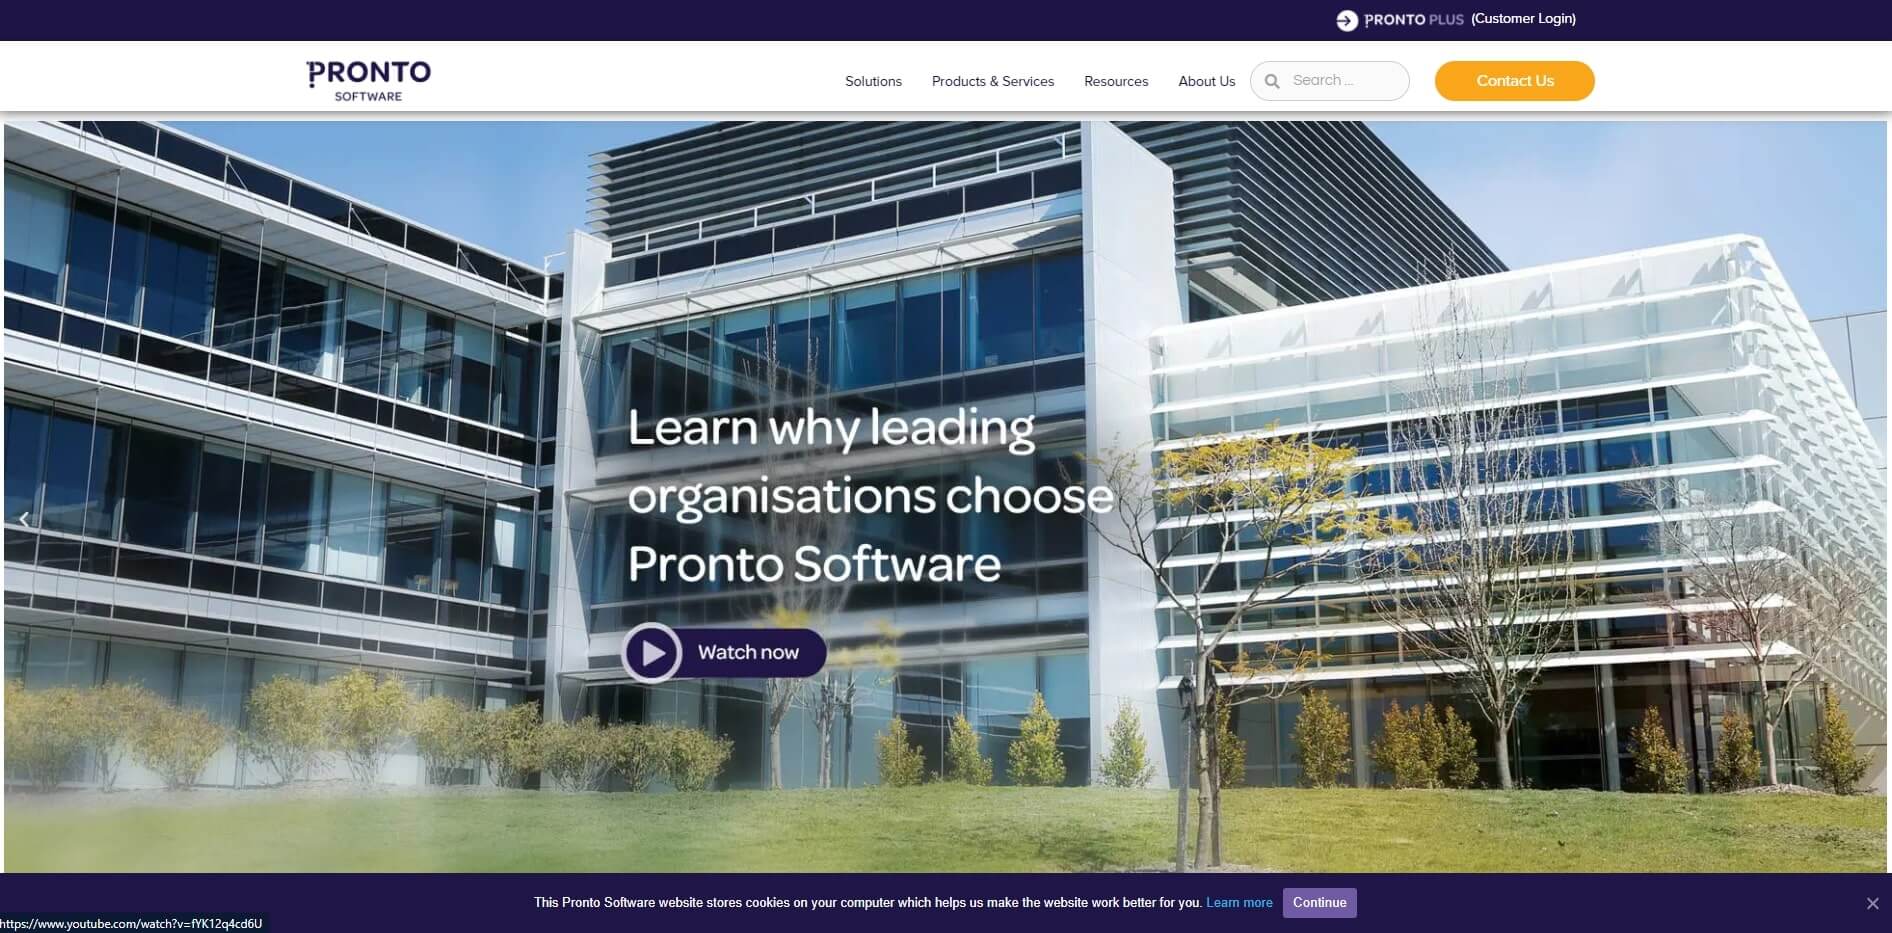 PRONTO PLUS (Customer Login)
PRONTO
SOFTWARE
Solutions Products & Services Resources About Us Search ... Contact Us
Learn why leading
organisations choose
Pronto Software
Watch now
This Pronto Software website stores cookies on your computer which helps us make the website work better for you. Learn more Continue
https://www.youtube.com/watch?v=fYK12q4cd6U